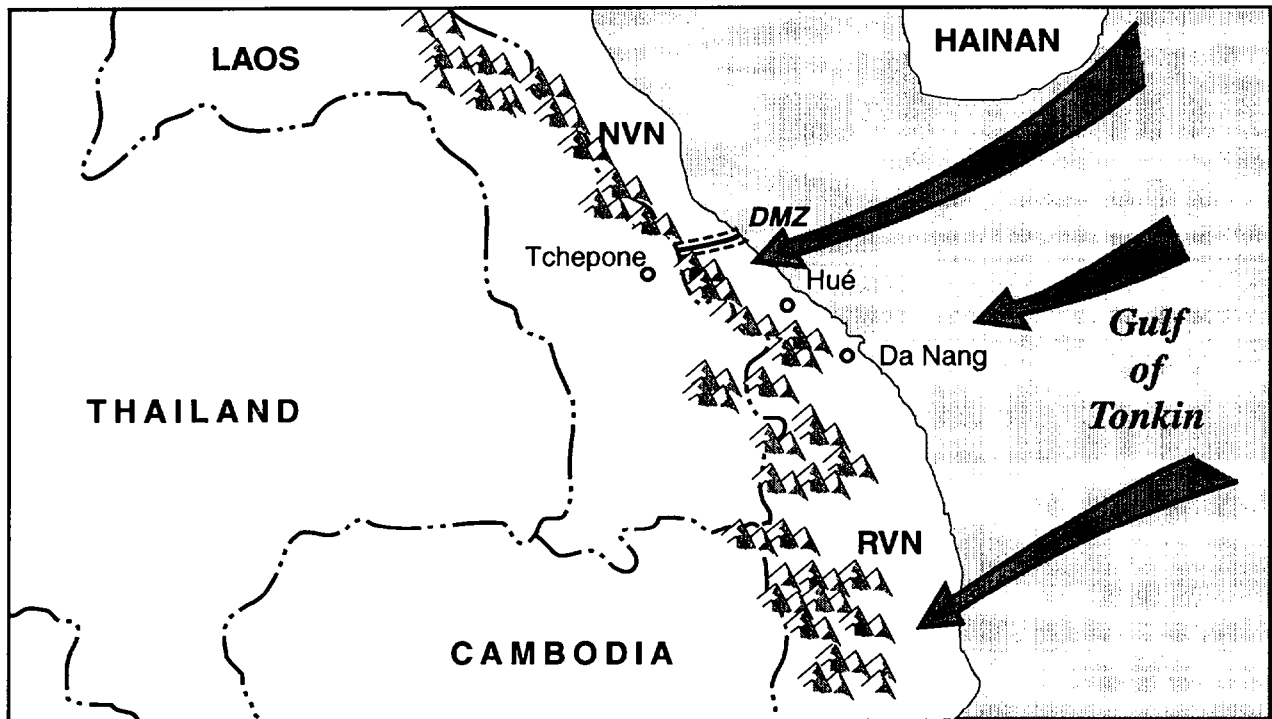 LAOS
HAINAN
NVN
DMZ
Tchepone
Hué
Da Nang
Gulf
of
Tonkin
THAILAND
RVN
CAMBODIA